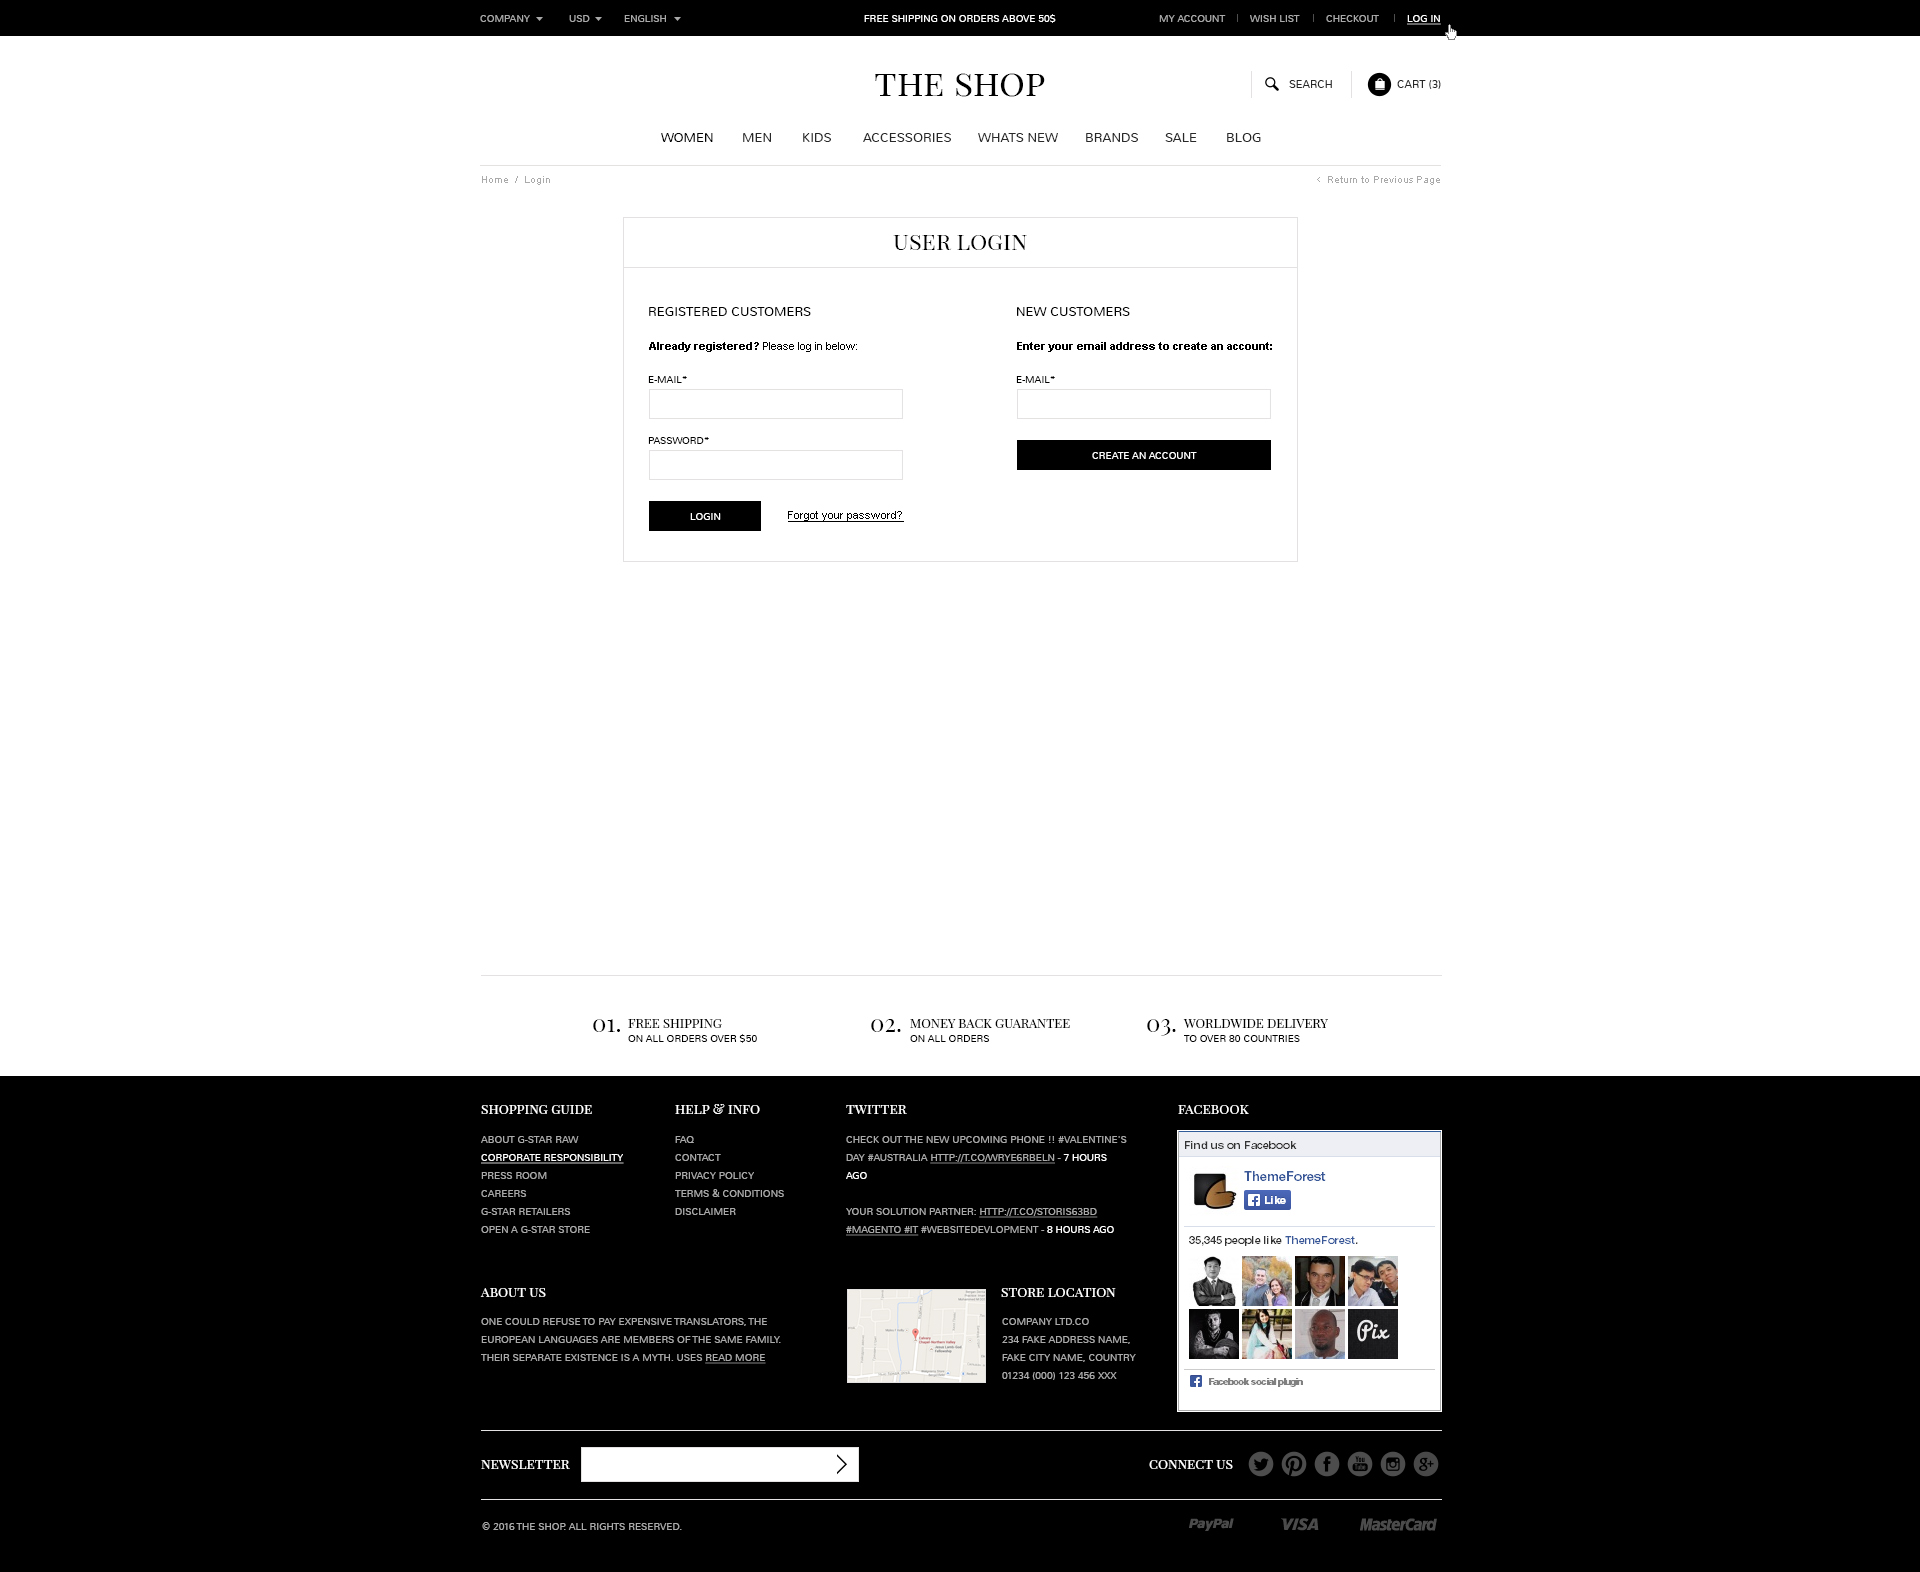 COMPANY USD ENGLISH FREE SHIPPING ON ORDERS ABOVE 50$ MY ACCOUNT WISH LIST CHECKOUT LOG IN
THE SHOP
SEARCH CART (3)
WOMEN MEN KIDS ACCESSORIES WHATS NEW BRANDS SALE BLOG
Home / Login < Return to Previous Page
USER LOGIN
REGISTERED CUSTOMERS
Already registered? Please log in below:
E-MAIL*
PASSWORD*
LOGIN Forgot your password?
NEW CUSTOMERS
Enter your email address to create an account:
E-MAIL*
CREATE AN ACCOUNT
01. FREE SHIPPING
ON ALL ORDERS OVER $50
02. MONEY BACK GUARANTEE
ON ALL ORDERS
03. WORLDWIDE DELIVERY
TO OVER 80 COUNTRIES
SHOPPING GUIDE
ABOUT G-STAR RAW
CORPORATE RESPONSIBILITY
PRESS ROOM
CAREERS
G-STAR RETAILERS
OPEN A G-STAR STORE
HELP & INFO
FAQ
CONTACT
PRIVACY POLICY
TERMS & CONDITIONS
DISCLAIMER
TWITTER
CHECK OUT THE NEW UPCOMING PHONE !! #VALENTINE'S
DAY #AUSTRALIA HTTP://T.CO/WRYE6RBELN - 7 HOURS
AGO
YOUR SOLUTION PARTNER: HTTP://T.CO/STORIS63BD
#MAGENTO #IT #WEBSITEDEVLOPMENT - 8 HOURS AGO
FACEBOOK
Find us on Facebook
ThemeForest
Like
35,345 people like ThemeForest.
Pix
Facebook social plugin
ABOUT US
ONE COULD REFUSE TO PAY EXPENSIVE TRANSLATORS, THE
EUROPEAN LANGUAGES ARE MEMBERS OF THE SAME FAMILY.
THEIR SEPARATE EXISTENCE IS A MYTH. USES READ MORE
STORE LOCATION
COMPANY LTD.CO
234 FAKE ADDRESS NAME,
FAKE CITY NAME, COUNTRY
01234 (000) 123 456 XXX
NEWSLETTER
CONNECT US
You Tube
© 2016 THE SHOP. ALL RIGHTS RESERVED.
PayPal VISA MasterCard